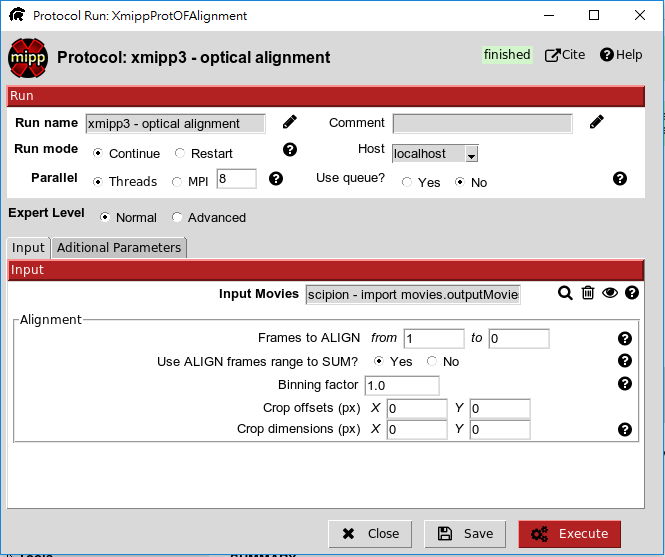 Protocol Run: XmippProtOFAlignment
mipp
Protocol: xmipp3 - optical alignment
finished
Cite
Help
Run
Run name xmipp3 - optical alignment Comment
Run mode Continue Restart Host localhost
Parallel Threads MPI 8 Use queue? Yes No
Expert Level Normal Advanced
Input Aditional Parameters
Input
Input Movies scipion - import movies.outputMovie
Alignment
Frames to ALIGN from 1 to 0
Use ALIGN frames range to SUM? Yes No
Binning factor 1.0
Crop offsets (px) X 0 Y 0
Crop dimensions (px) X 0 Y 0
Close Save Execute